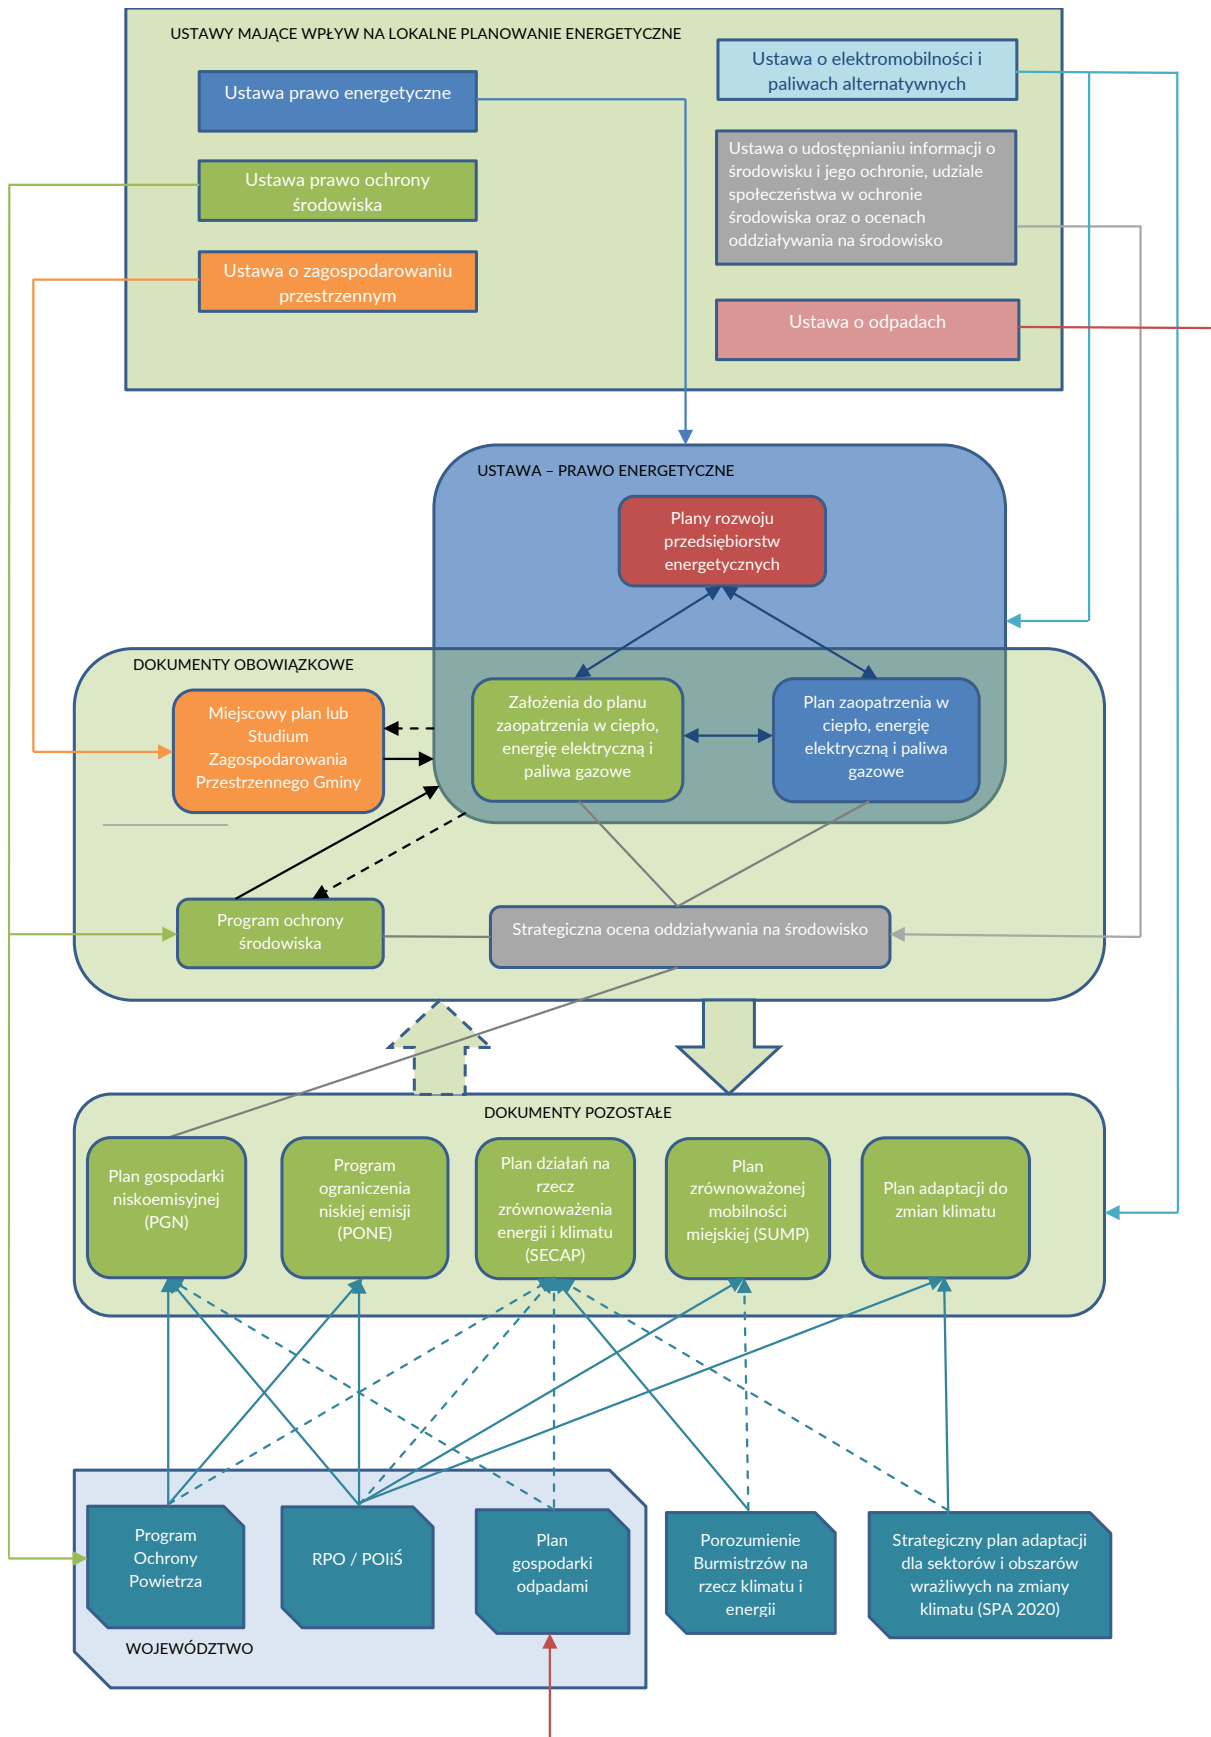 USTAWY MAJĄCE WPŁYW NA LOKALNE PLANOWANIE ENERGETYCZNE
Ustawa prawo energetyczne
Ustawa prawo ochrony
środowiska
Ustawa o zagospodarowaniu
przestrzennym
Ustawa o elektromobilności i
paliwach alternatywnych
Ustawa o udostępnianiu informacji o
środowisku i jego ochronie, udziale
społeczeństwa w ochronie
środowiska oraz o ocenach
oddziaływania na środowisko
Ustawa o odpadach
USTAWA – PRAWO ENERGETYCZNE
Plany rozwoju
przedsiębiorstw
energetycznych
DOKUMENTY OBOWIĄZKOWE
Miejscowy plan lub
Studium
Zagospodarowania
Przestrzennego Gminy
Założenia do planu
zaopatrzenia w ciepło,
energię elektryczną i
paliwa gazowe
Plan zaopatrzenia w
ciepło, energię
elektryczną i paliwa
gazowe
Program ochrony
środowiska
Strategiczna ocena oddziaływania na środowisko
DOKUMENTY POZOSTAŁE
Plan gospodarki
niskoemisyjnej
(PGN)
Program
ograniczenia
niskiej emisji
(PONE)
Plan działań na
rzecz
zrównoważenia
energii i klimatu
(SECAP)
Plan
zrównoważonej
mobilności
miejskiej (SUMP)
Plan adaptacji do
zmian klimatu
Program
Ochrony
Powietrza
RPO / POIiŚ
Plan
gospodarki
odpadami
Porozumienie
Burmistrzów na
rzecz klimatu i
energii
Strategiczny plan adaptacji
dla sektorów i obszarów
wrażliwych na zmiany
klimatu (SPA 2020)
WOJEWÓDZTWO